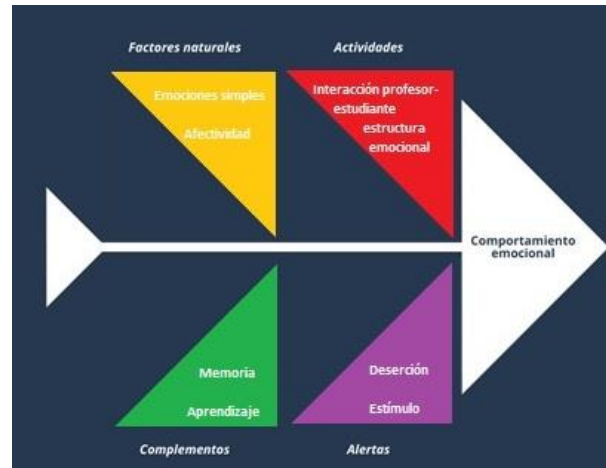 Factores naturales
Actividades
Emociones simples
Afectividad
Interacción profesor-
estudiante
estructura
emocional
Comportamiento
emocional
Memoria
Aprendizaje
Deserción
Estímulo
Complementos
Alertas